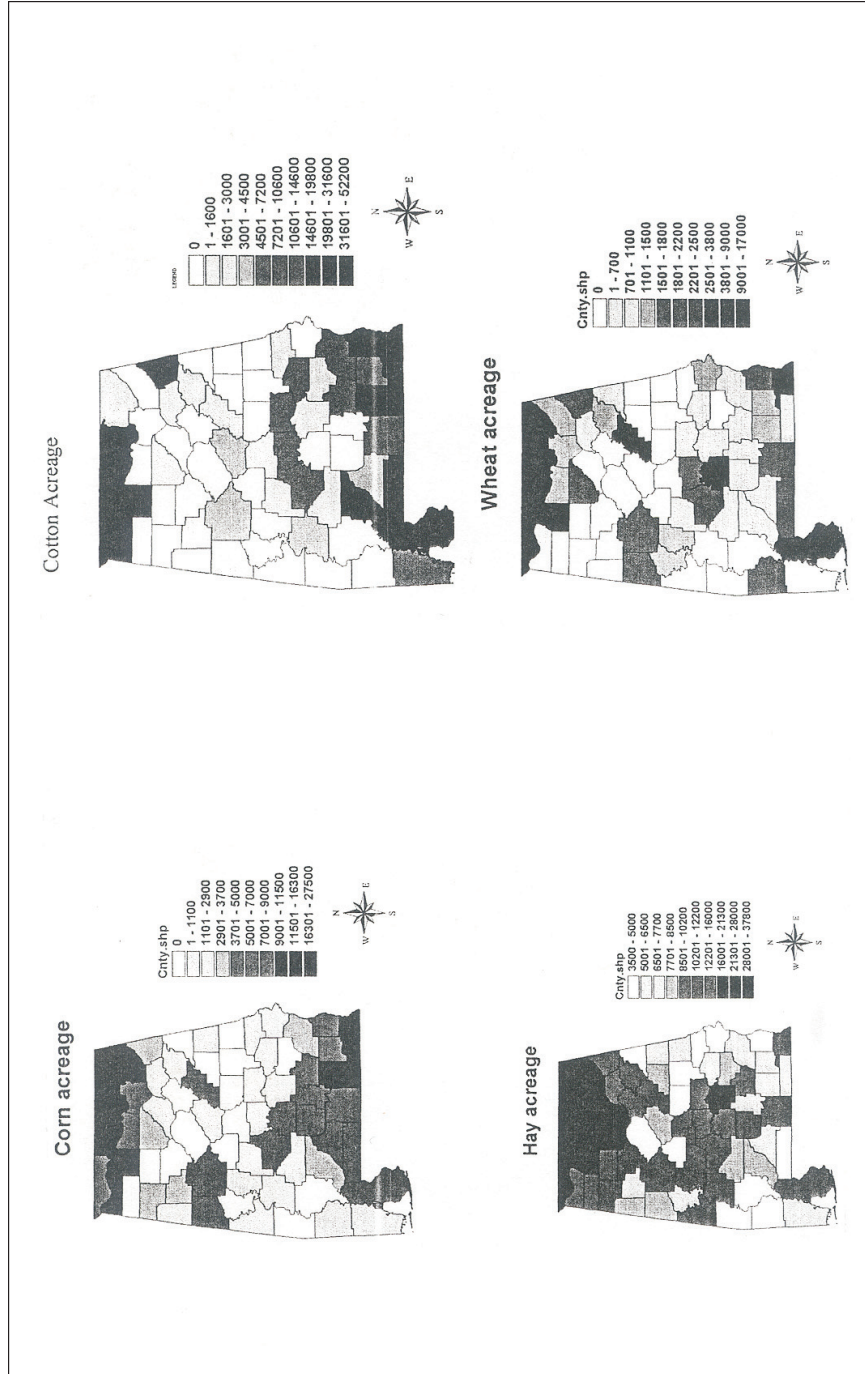 Cotton Acreage
LEGEND
0
1 - 1600
1601 - 3000
3001 - 4500
4501 - 7200
7201 - 10600
10601 - 14600
14601 - 19800
19801 - 31600
31601 - 52200
N
W E
S
Wheat acreage
Cnty.shp
0
1 - 700
701 - 1100
1101 - 1500
1501 - 1800
1801 - 2200
2201 - 2500
2501 - 3800
3801 - 9000
9001 - 17000
N
W E
S
Corn acreage
Cnty.shp
0
1 - 1100
1101 - 2900
2901 - 3700
3701 - 5000
5001 - 7000
7001 - 9000
9001 - 11500
11501 - 16300
16301 - 27500
N
W E
S
Hay acreage
Cnty.shp
3500 - 5000
5001 - 6500
6501 - 7700
7701 - 8500
8501 - 10200
10201 - 12200
12201 - 16000
16001 - 21300
21301 - 28000
28001 - 37800
N
W E
S